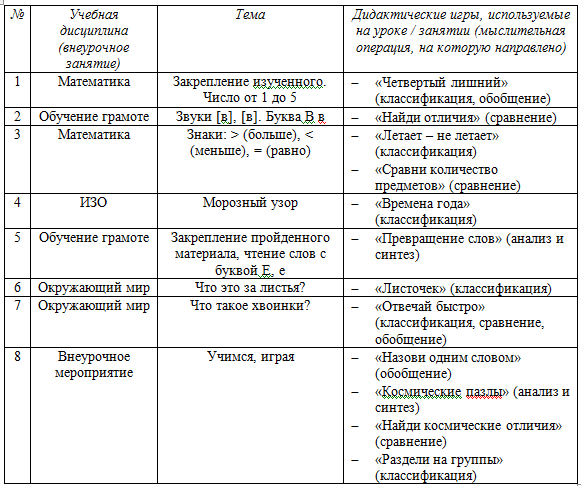 №
Учебная
дисциплина
(внеурочное
занятие)
Тема
Дидактические игры, используемые
на уроке / занятии (мыслительная
операция, на которую направлено)
1
Математика
Закрепление изученного.
Число от 1 до 5
– «Четвертый лишний»
(классификация, обобщение)
2
Обучение грамоте
Звуки [в], [в]. Буква В в
– «Найди отличия» (сравнение)
3
Математика
Знаки: > (больше), <
(меньше), = (равно)
– «Летает – не летает»
(классификация)
– «Сравни количество
предметов» (сравнение)
4
ИЗО
Морозный узор
– «Времена года»
(классификация)
5
Обучение грамоте
Закрепление пройденного
материала, чтение слов с
буквой Е, е
– «Превращение слов» (анализ и
синтез)
6
Окружающий мир
Что это за листья?
– «Листочек» (классификация)
7
Окружающий мир
Что такое хвоинки?
– «Отвечай быстро»
(классификация, сравнение,
обобщение)
8
Внеурочное
мероприятие
Учимся, играя
– «Назови одним словом»
(обобщение)
– «Космические пазлы» (анализ и
синтез)
– «Найди космические отличия»
(сравнение)
– «Раздели на группы»
(классификация)